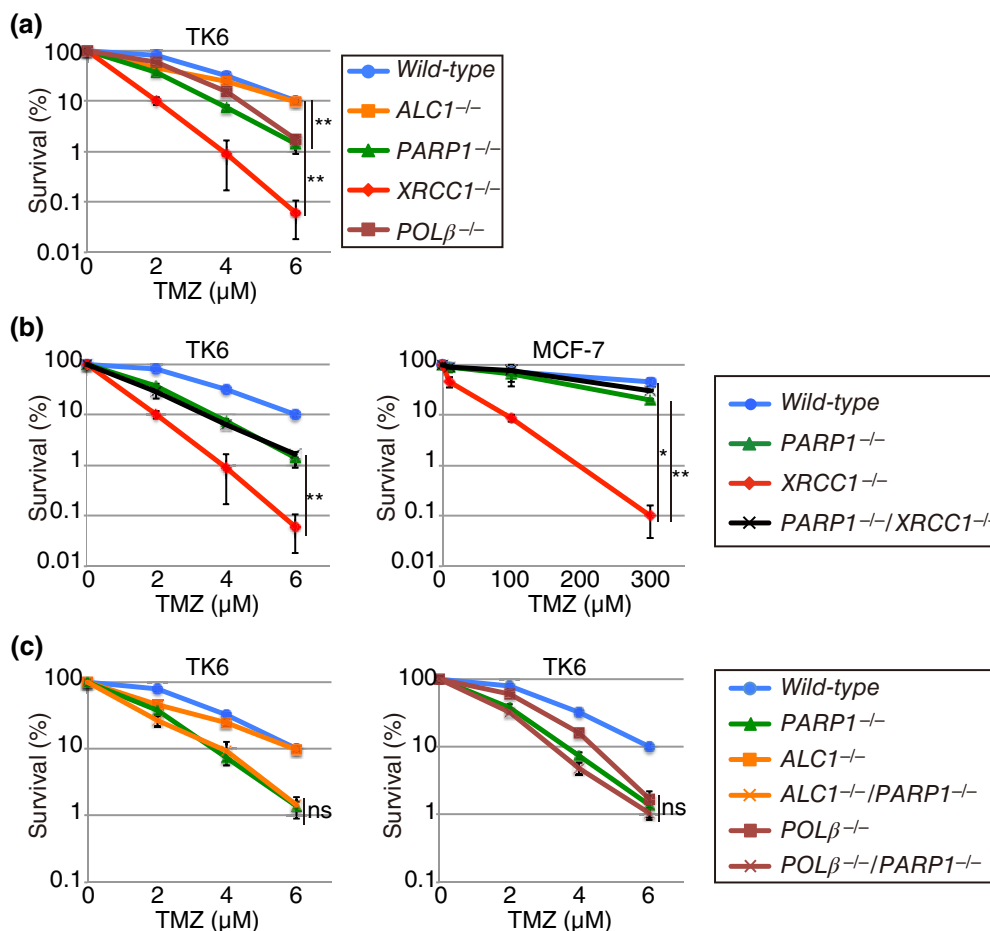 (a)
TK6
Survival (%)
100
10
1
0.1
0.01
0 2 4 6
TMZ (µM)
**
**
Wild-type
ALC1–/–
PARP1–/–
XRCC1–/–
POLβ–/–
(b)
TK6
Survival (%)
100
10
1
0.1
0.01
0 2 4 6
TMZ (µM)
**
MCF-7
Survival (%)
100
10
1
0.1
0.01
0 100 200 300
TMZ (µM)
*
**
Wild-type
PARP1–/–
XRCC1–/–
PARP1–/–/XRCC1–/–
(c)
TK6
Survival (%)
100
10
1
0.1
0 2 4 6
TMZ (µM)
ns
TK6
Survival (%)
100
10
1
0.1
0 2 4 6
TMZ (µM)
ns
Wild-type
PARP1–/–
ALC1–/–
ALC1–/–/PARP1–/–
POLβ–/–
POLβ–/–/PARP1–/–